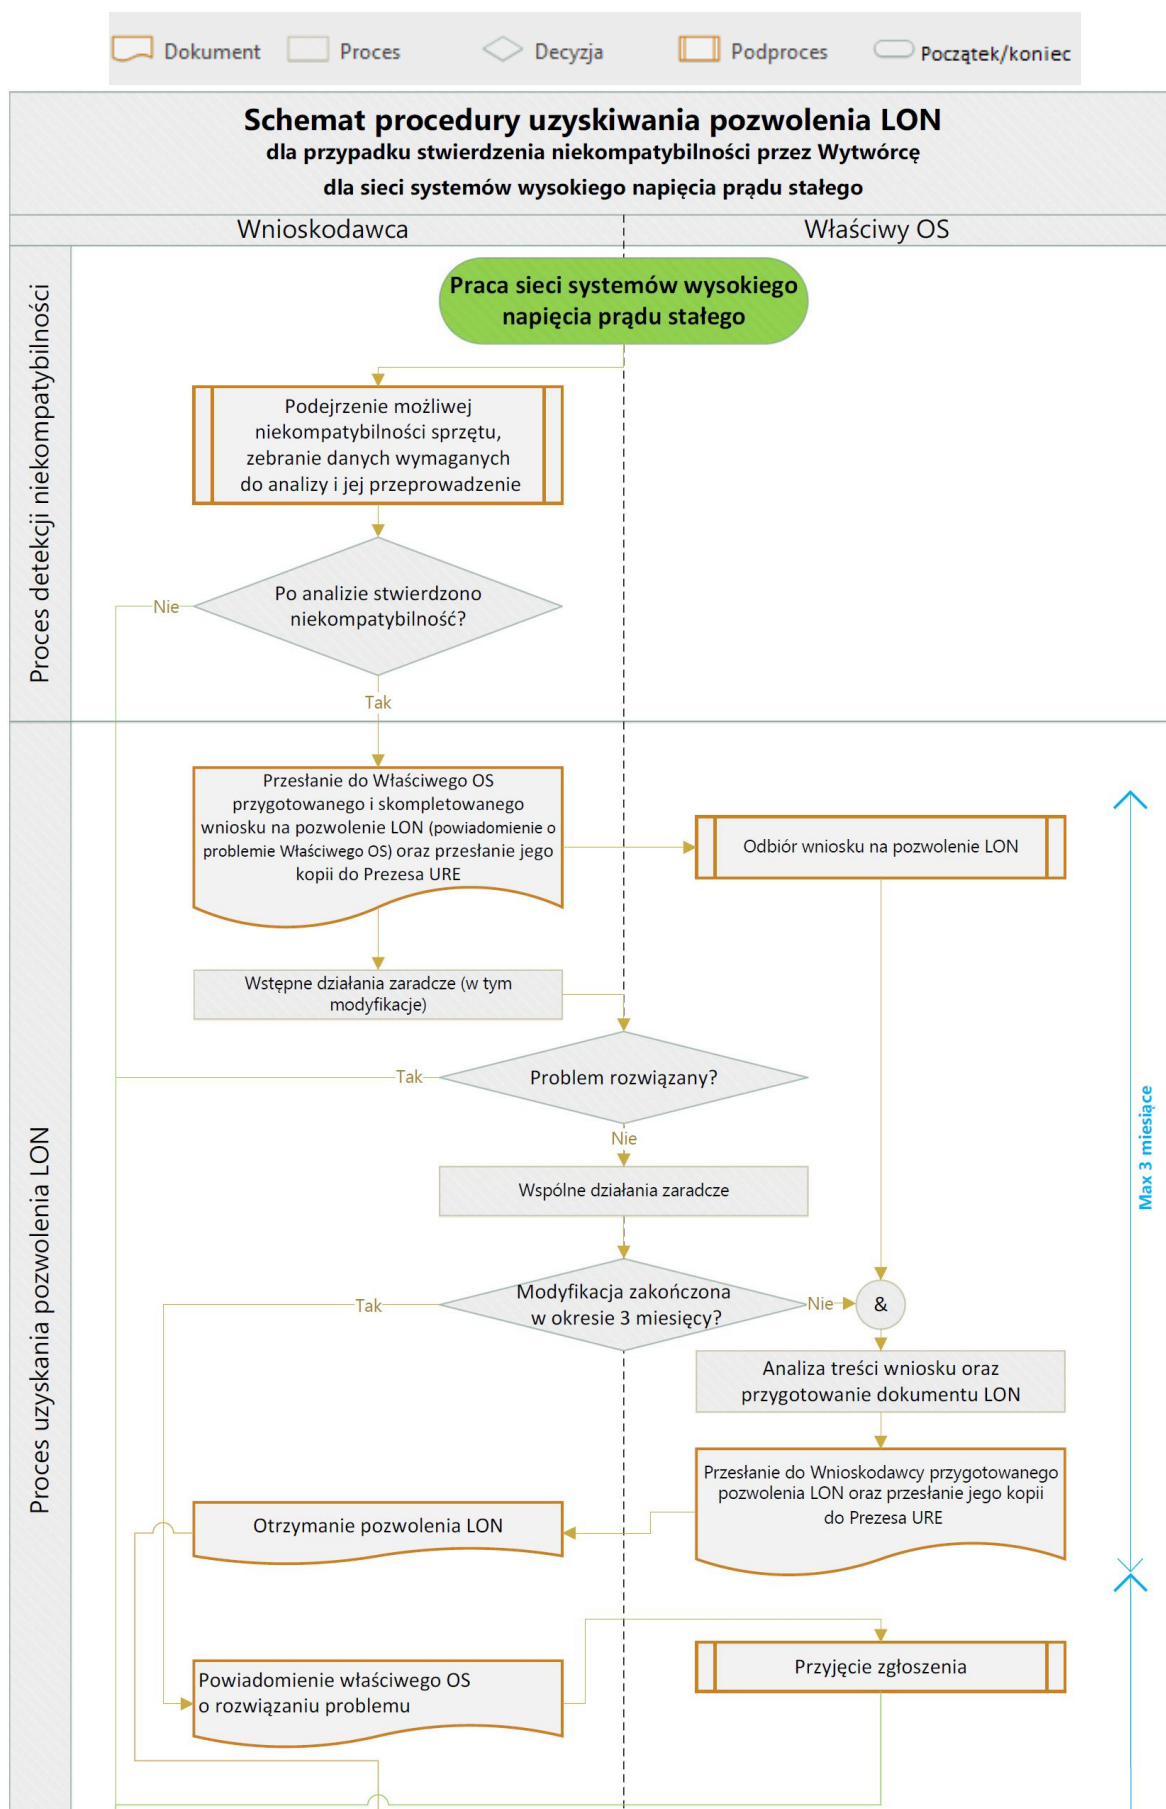 Dokument
Proces
Decyzja
Podproces
Początek/koniec
Schemat procedury uzyskiwania pozwolenia LON
dla przypadku stwierdzenia niekompatybilności przez Wytwórcę
dla sieci systemów wysokiego napięcia prądu stałego
Wnioskodawca
Właściwy OS
Proces detekcji niekompatybilności
Praca sieci systemów wysokiego
napięcia prądu stałego
Podejrzenie możliwej
niekompatybilności sprzętu,
zebranie danych wymaganych
do analizy i jej przeprowadzenie
Po analizie stwierdzono
niekompatybilność?
Nie
Tak
Proces uzyskania pozwolenia LON
Przesłanie do Właściwego OS
przygotowanego i skompletowanego
wniosku na pozwolenie LON (powiadomienie o
problemie Właściwego OS) oraz przesłanie jego
kopii do Prezesa URE
Odbiór wniosku na pozwolenie LON
Wstępne działania zaradcze (w tym
modyfikacje)
Problem rozwiązany?
Tak
Nie
Max 3 miesiące
Wspólne działania zaradcze
Modyfikacja zakończona
w okresie 3 miesięcy?
Tak
Nie
&
Analiza treści wniosku oraz
przygotowanie dokumentu LON
Przesłanie do Wnioskodawcy przygotowanego
pozwolenia LON oraz przesłanie jego kopii
do Prezesa URE
Otrzymanie pozwolenia LON
Powiadomienie właściwego OS
o rozwiązaniu problemu
Przyjęcie zgłoszenia